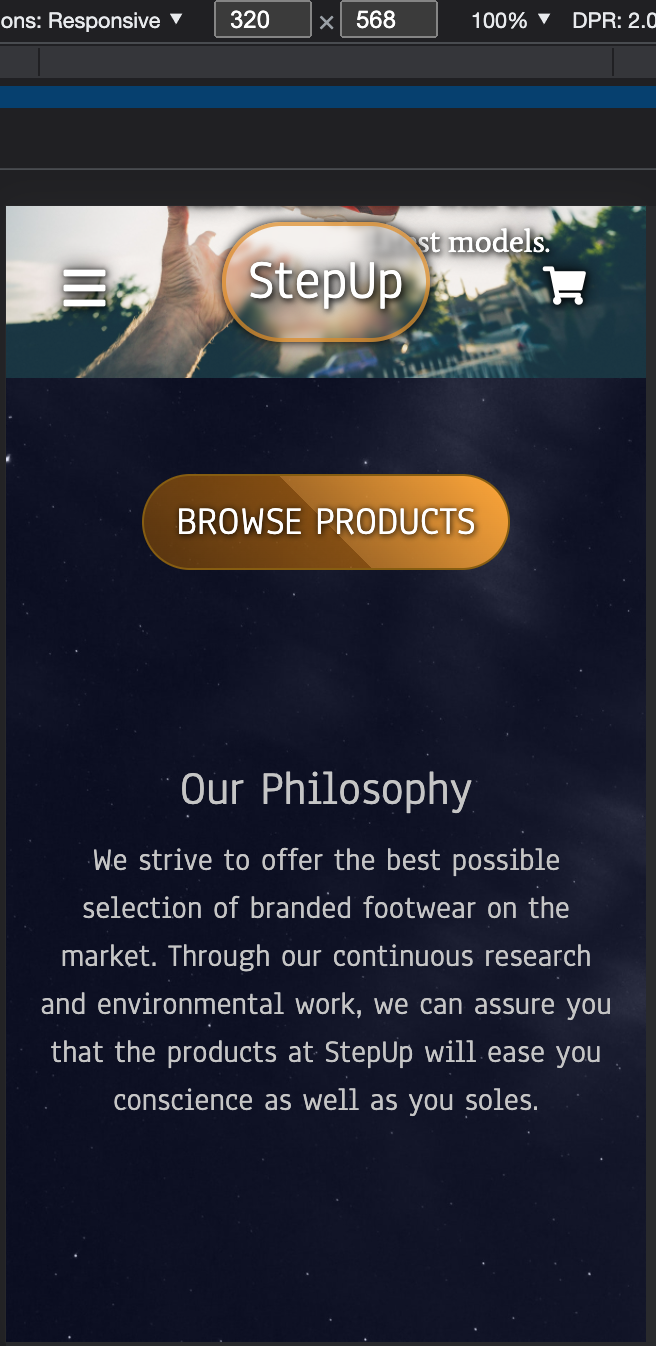 ons: Responsive ▼ 320 × 568 100% ▼ DPR: 2.0
st models.
StepUp
BROWSE PRODUCTS
Our Philosophy
We strive to offer the best possible
selection of branded footwear on the
market. Through our continuous research
and environmental work, we can assure you
that the products at StepUp will ease you
conscience as well as you soles.